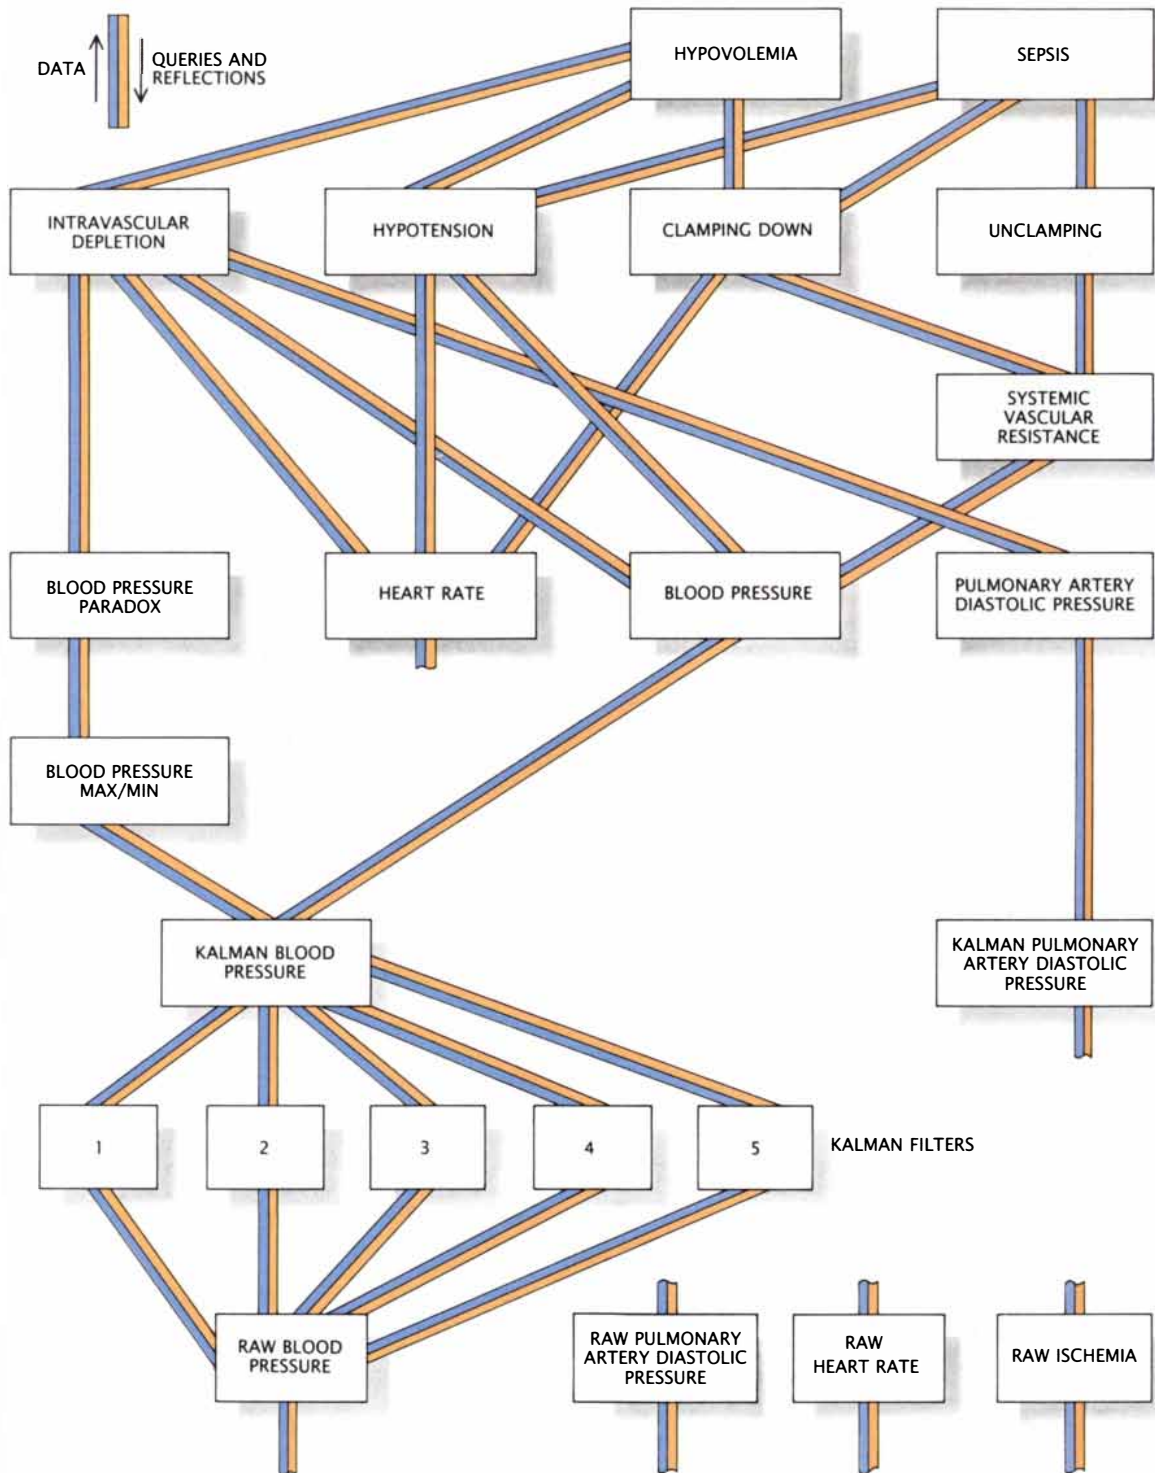 DATA
QUERIES AND
REFLECTIONS
HYPOVOLEMIA
SEPSIS
INTRAVASCULAR
DEPLETION
HYPOTENSION
CLAMPING DOWN
UNCLAMPING
SYSTEMIC
VASCULAR
RESISTANCE
BLOOD PRESSURE
PARADOX
HEART RATE
BLOOD PRESSURE
PULMONARY ARTERY
DIASTOLIC PRESSURE
BLOOD PRESSURE
MAX/MIN
KALMAN BLOOD
PRESSURE
KALMAN PULMONARY
ARTERY DIASTOLIC
PRESSURE
1
2
3
4
5
KALMAN FILTERS
RAW BLOOD
PRESSURE
RAW PULMONARY
ARTERY DIASTOLIC
PRESSURE
RAW
HEART RATE
RAW ISCHEMIA